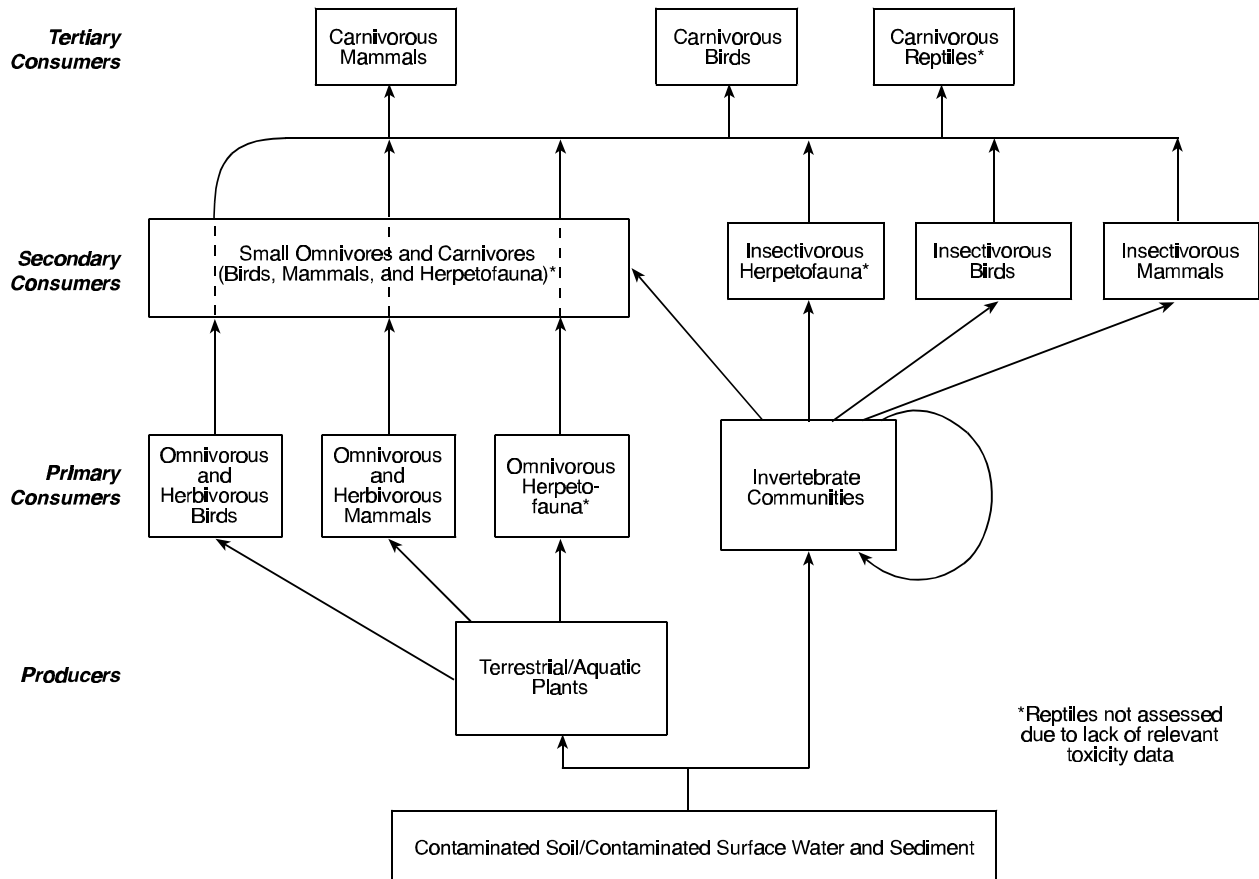 Tertiary
Consumers
Carnivorous
Mammals
Carnivorous
Birds
Carnivorous
Reptiles*
Secondary
Consumers
Small Omnivores and Carnivores
(Birds, Mammals, and Herpetofauna)*
Insectivorous
Herpetofauna*
Insectivorous
Birds
Insectivorous
Mammals
PrImary
Consumers
Omnivorous
and
Herbivorous
Birds
Omnivorous
and
Herbivorous
Mammals
Omnivorous
Herpeto-
fauna*
Invertebrate
Communities
Producers
Terrestrial/Aquatic
Plants
*Reptiles not assessed
due to lack of relevant
toxicity data
Contaminated Soil/Contaminated Surface Water and Sediment